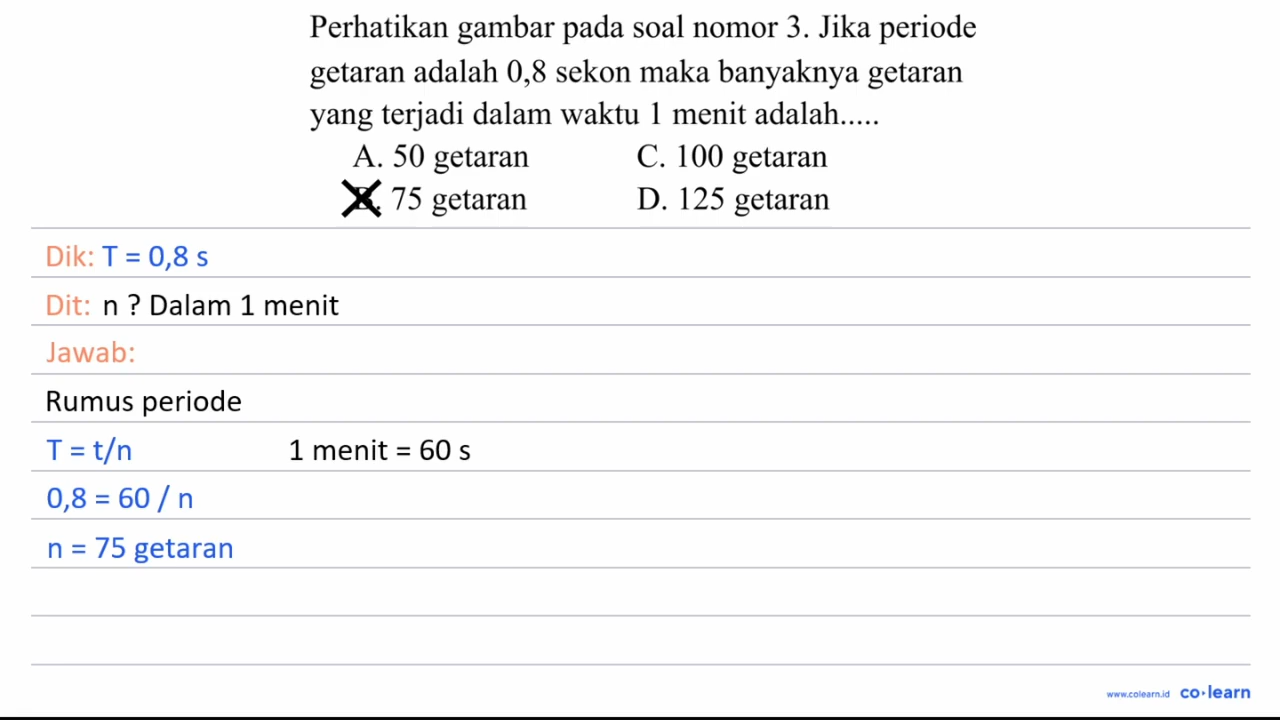 Perhatikan gambar pada soal nomor 3. Jika periode
getaran adalah 0,8 sekon maka banyaknya getaran
yang terjadi dalam waktu 1 menit adalah.....
A. 50 getaran C. 100 getaran
B. 75 getaran D. 125 getaran
Dik: T = 0,8 s
Dit: n ? Dalam 1 menit
Jawab:
Rumus periode
T = t/n 1 menit = 60 s
0,8 = 60 / n
n = 75 getaran
www.colearn.id co·learn